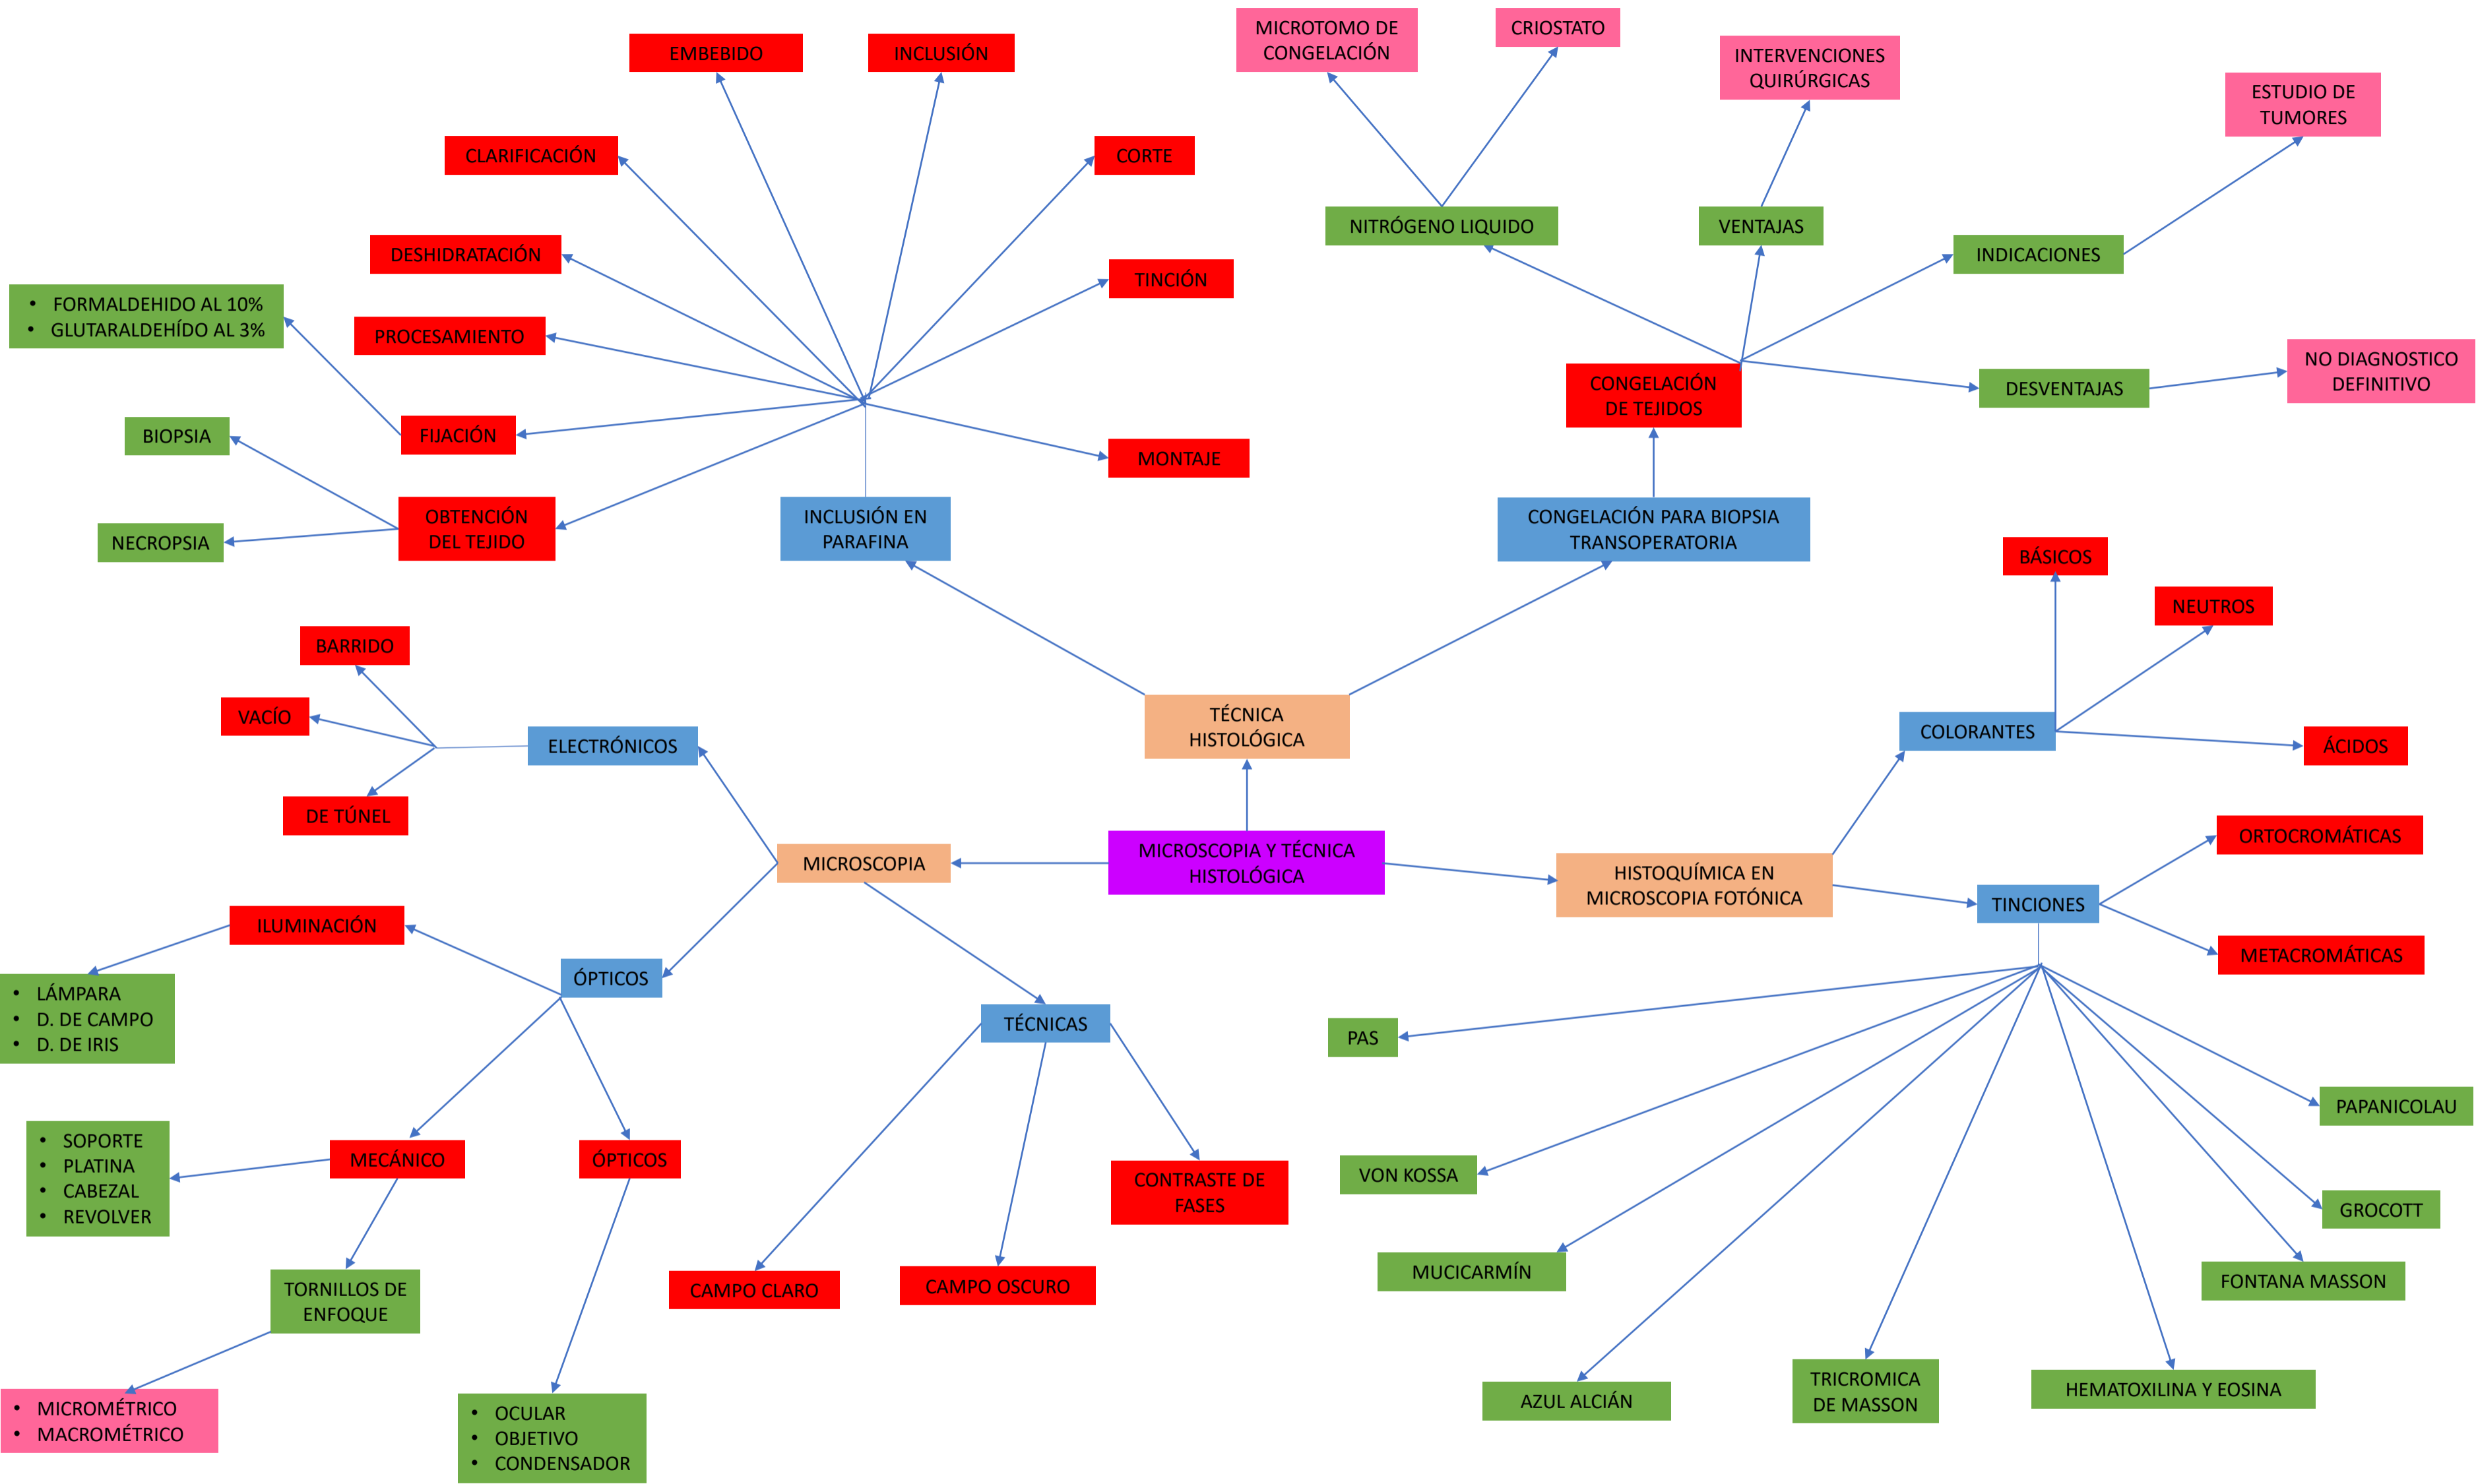 MICROTOMO DE
CONGELACIÓN
CRIOSTATO
EMBEBIDO
INCLUSIÓN
INTERVENCIONES
QUIRÚRGICAS
ESTUDIO DE
TUMORES
CLARIFICACIÓN
CORTE
NITRÓGENO LIQUIDO
VENTAJAS
INDICACIONES
DESHIDRATACIÓN
TINCIÓN
• FORMALDEHIDO AL 10%
• GLUTARALDEHÍDO AL 3%
PROCESAMIENTO
NO DIAGNOSTICO
DEFINITIVO
CONGELACIÓN
DE TEJIDOS
DESVENTAJAS
BIOPSIA
FIJACIÓN
MONTAJE
OBTENCIÓN
DEL TEJIDO
INCLUSIÓN EN
PARAFINA
CONGELACIÓN PARA BIOPSIA
TRANSOPERATORIA
NECROPSIA
BÁSICOS
NEUTROS
BARRIDO
VACÍO
TÉCNICA
HISTOLÓGICA
COLORANTES
ELECTRÓNICOS
ÁCIDOS
DE TÚNEL
ORTOCROMÁTICAS
MICROSCOPIA
MICROSCOPIA Y TÉCNICA
HISTOLÓGICA
HISTOQUÍMICA EN
MICROSCOPIA FOTÓNICA
TINCIONES
ILUMINACIÓN
METACROMÁTICAS
ÓPTICOS
• LÁMPARA
• D. DE CAMPO
• D. DE IRIS
TÉCNICAS
PAS
PAPANICOLAU
• SOPORTE
• PLATINA
• CABEZAL
• REVOLVER
MECÁNICO
ÓPTICOS
CONTRASTE DE
FASES
VON KOSSA
GROCOTT
MUCICARMÍN
FONTANA MASSON
TORNILLOS DE
ENFOQUE
CAMPO CLARO
CAMPO OSCURO
AZUL ALCIÁN
TRICROMICA
DE MASSON
HEMATOXILINA Y EOSINA
• MICROMÉTRICO
• MACROMÉTRICO
• OCULAR
• OBJETIVO
• CONDENSADOR